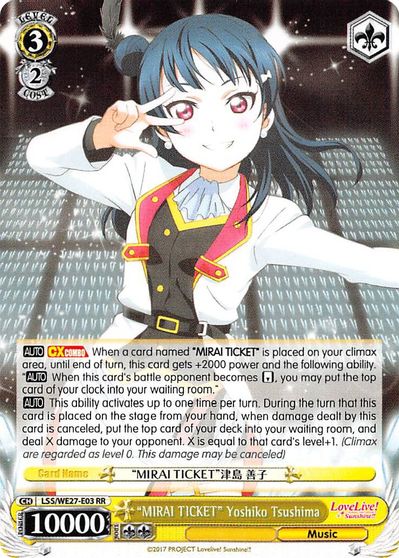 LEVEL
3
2
COST
AUTO CXCOMBO When a card named "MIRAI TICKET" is placed on your climax
area, until end of turn, this card gets +2000 power and the following ability.
"AUTO When this card's battle opponent becomes [↓], you may put the top
card of your clock into your waiting room."
AUTO This ability activates up to one time per turn. During the turn that this
card is placed on the stage from your hand, when damage dealt by this
card is canceled, put the top card of your deck into your waiting room, and
deal X damage to your opponent. X is equal to that card's level+1. (Climax
are regarded as level 0. This damage may be canceled)
Card Name
"MIRAI TICKET"津島 善子
CH LSS/WE27-E03 RR
"MIRAI TICKET" Yoshiko Tsushima
LoveLive!
Sunshine!!
POWER
10000
TRAITS
Music
©2017 PROJECT Lovelive! Sunshine!!